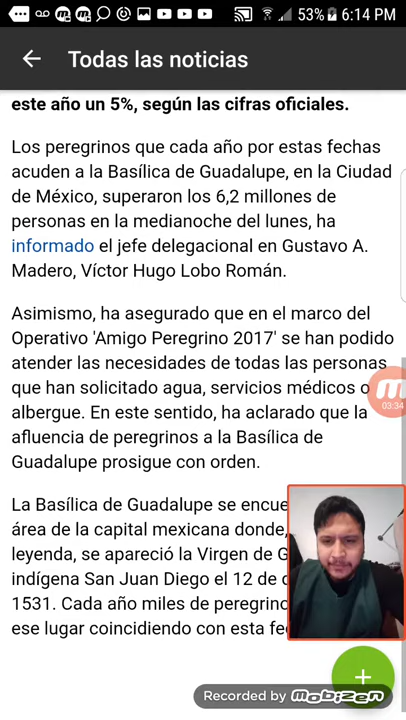 53% 6:14 PM
Todas las noticias
este año un 5%, según las cifras oficiales.
Los peregrinos que cada año por estas fechas
acuden a la Basílica de Guadalupe, en la Ciudad
de México, superaron los 6,2 millones de
personas en la medianoche del lunes, ha
informado el jefe delegacional en Gustavo A.
Madero, Víctor Hugo Lobo Román.
Asimismo, ha asegurado que en el marco del
Operativo 'Amigo Peregrino 2017' se han podido
atender las necesidades de todas las personas
que han solicitado agua, servicios médicos o
albergue. En este sentido, ha aclarado que la
afluencia de peregrinos a la Basílica de
Guadalupe prosigue con orden.
03:34
La Basílica de Guadalupe se encue
área de la capital mexicana donde,
leyenda, se apareció la Virgen de G
indígena San Juan Diego el 12 de d
1531. Cada año miles de peregrino
ese lugar coincidiendo con esta fe
Recorded by Mobizen